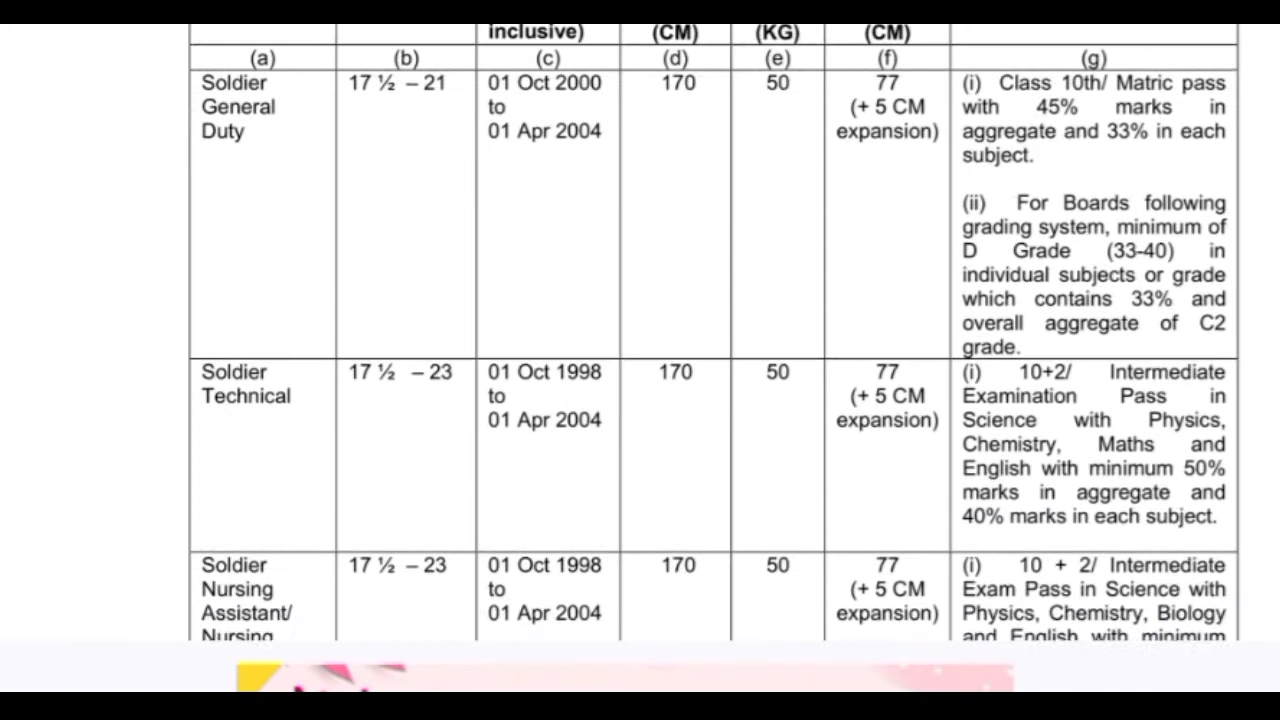 inclusive) (CM) (KG) (CM)
(a) (b) (c) (d) (e) (f) (g)
Soldier
General
Duty
17 ½ – 21
01 Oct 2000
to
01 Apr 2004
170
50
77
(+ 5 CM
expansion)
(i) Class 10th/ Matric pass
with 45% marks in
aggregate and 33% in each
subject.
(ii) For Boards following
grading system, minimum of
D Grade (33-40) in
individual subjects or grade
which contains 33% and
overall aggregate of C2
grade.
Soldier
Technical
17 ½ – 23
01 Oct 1998
to
01 Apr 2004
170
50
77
(+ 5 CM
expansion)
(i) 10+2/ Intermediate
Examination Pass in
Science with Physics,
Chemistry, Maths and
English with minimum 50%
marks in aggregate and
40% marks in each subject.
Soldier
Nursing
Assistant/
Nursing
17 ½ – 23
01 Oct 1998
to
01 Apr 2004
170
50
77
(+ 5 CM
expansion)
(i) 10 + 2/ Intermediate
Exam Pass in Science with
Physics, Chemistry, Biology
and English with minimum